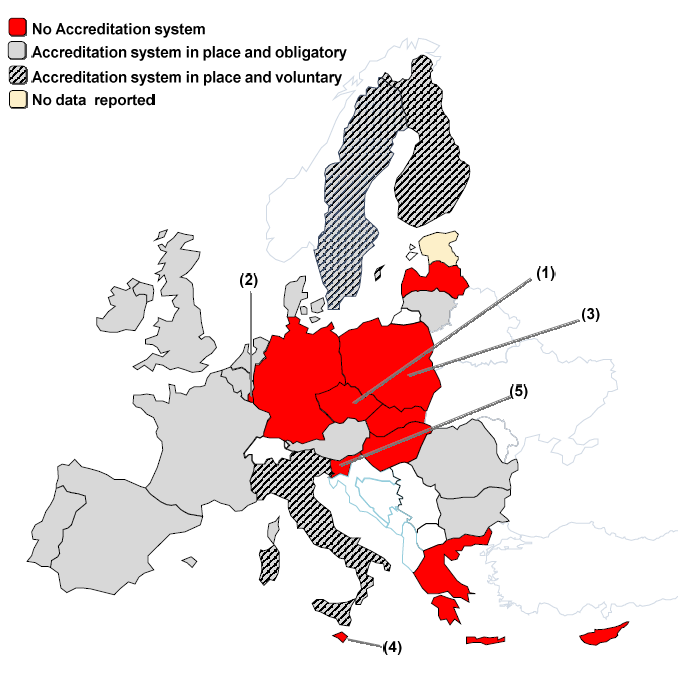 No Accreditation system
Accreditation system in place and obligatory
Accreditation system in place and voluntary
No data reported
(1)
(2)
(3)
(5)
(4)